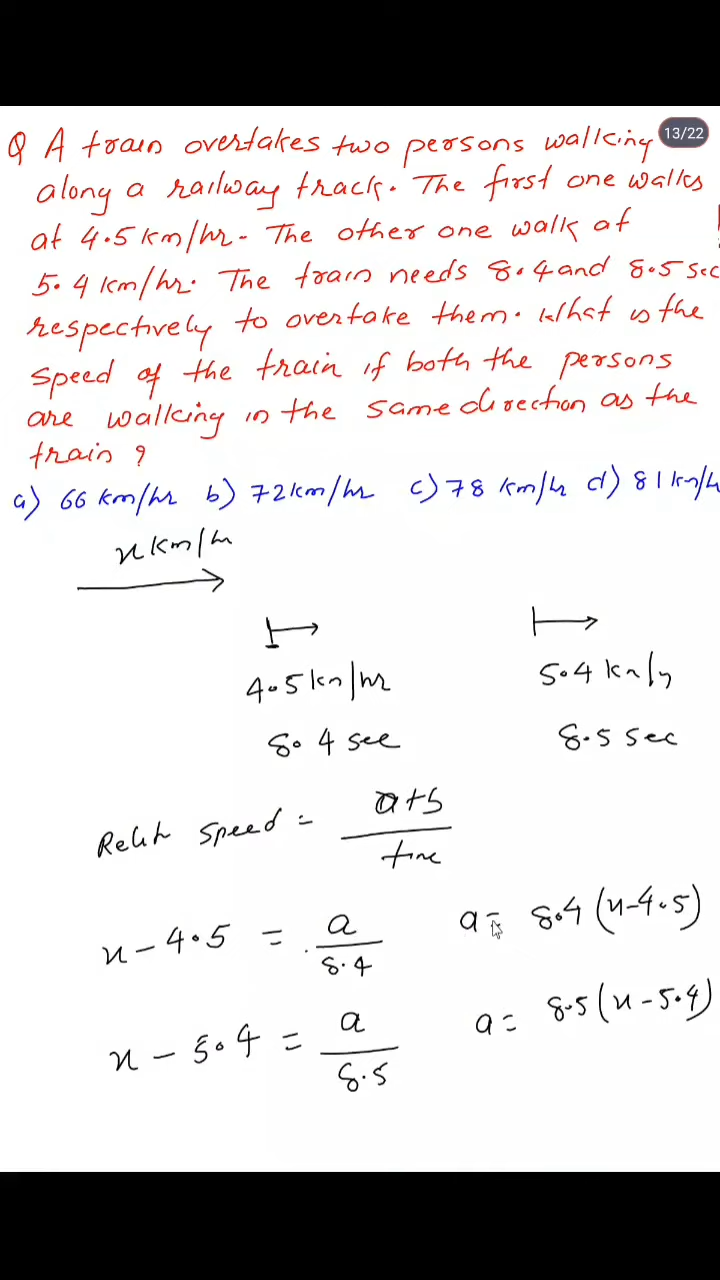 13/22
Q A train overtakes two persons walking
along a railway track. The first one walks
at 4.5 km/hr. The other one walk at
5.4 km/hr. The train needs 8.4 and 8.5 sec
respectively to overtake them. What is the
speed of the train if both the persons
are walking in the same direction as the
train ?
a) 66 km/hr b) 72 km/hr c) 78 km/h d) 81 km/h
x km/h
4.5 km/hr 5.4 km/h
8.4 sec 8.5 sec
Speed = a+b
time
x - 4.5 = a a = 8.4 (x-4.5)
8.4
x - 5.4 = a a = 8.5 (x-5.4)
8.5